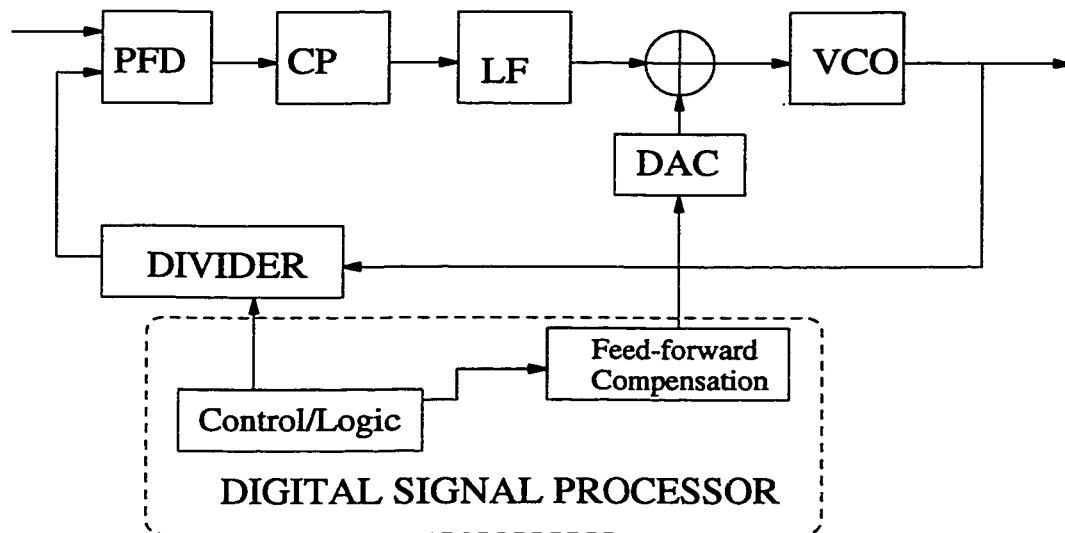 PFD
CP
LF
VCO
DAC
DIVIDER
Feed-forward
Compensation
Control/Logic
DIGITAL SIGNAL PROCESSOR